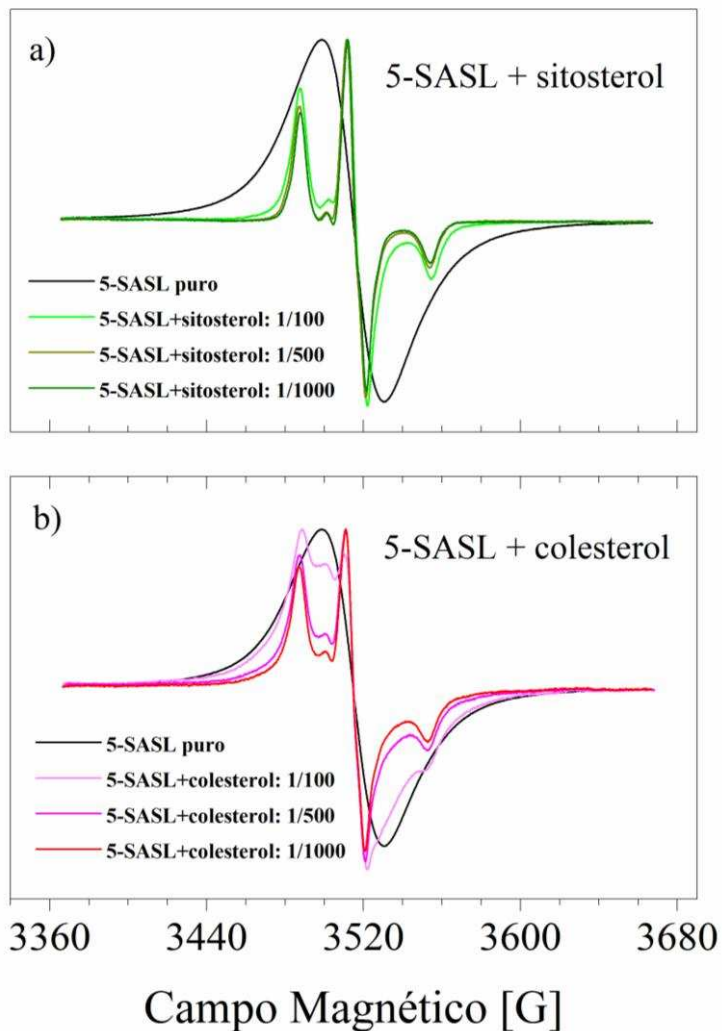 a)
5-SASL + sitosterol
5-SASL puro
5-SASL+sitosterol: 1/100
5-SASL+sitosterol: 1/500
5-SASL+sitosterol: 1/1000
b)
5-SASL + colesterol
5-SASL puro
5-SASL+colesterol: 1/100
5-SASL+colesterol: 1/500
5-SASL+colesterol: 1/1000
3360 3440 3520 3600 3680
Campo Magnético [G]